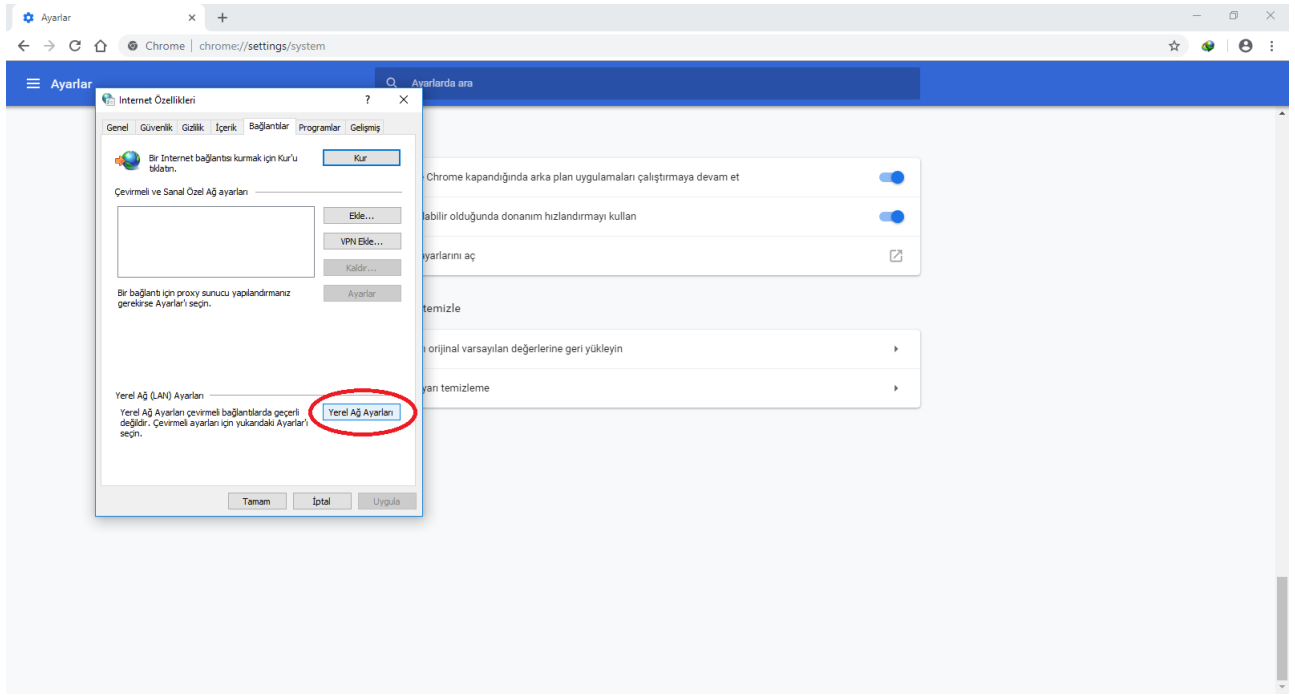 Ayarlar
Chrome | chrome://settings/system
Ayarlar
Ayarlarda ara
Internet Özellikleri
Genel Güvenlik Gizlilik İçerik Bağlantılar Programlar Gelişmiş
Bir Internet bağlantısı kurmak için Kur'u
tıklatın.
Kur
Çevirmeli ve Sanal Özel Ağ ayarları
Ekle...
VPN Ekle...
Kaldır...
Bir bağlantı için proxy sunucu yapılandırmanız
gerekirse Ayarlar'ı seçin.
Ayarlar
Yerel Ağ (LAN) Ayarları
Yerel Ağ Ayarları çevirmeli bağlantılarda geçerli
değildir. Çevirmeli ayarları için yukarıdaki Ayarlar'ı
seçin.
Yerel Ağ Ayarları
Tamam İptal Uygula
Chrome kapandığında arka plan uygulamaları çalıştırmaya devam et
olduğunda donanım hızlandırmayı kullan
ayarlarını aç
temizle
orijinal varsayılan değerlerine geri yükleyin
temizleme